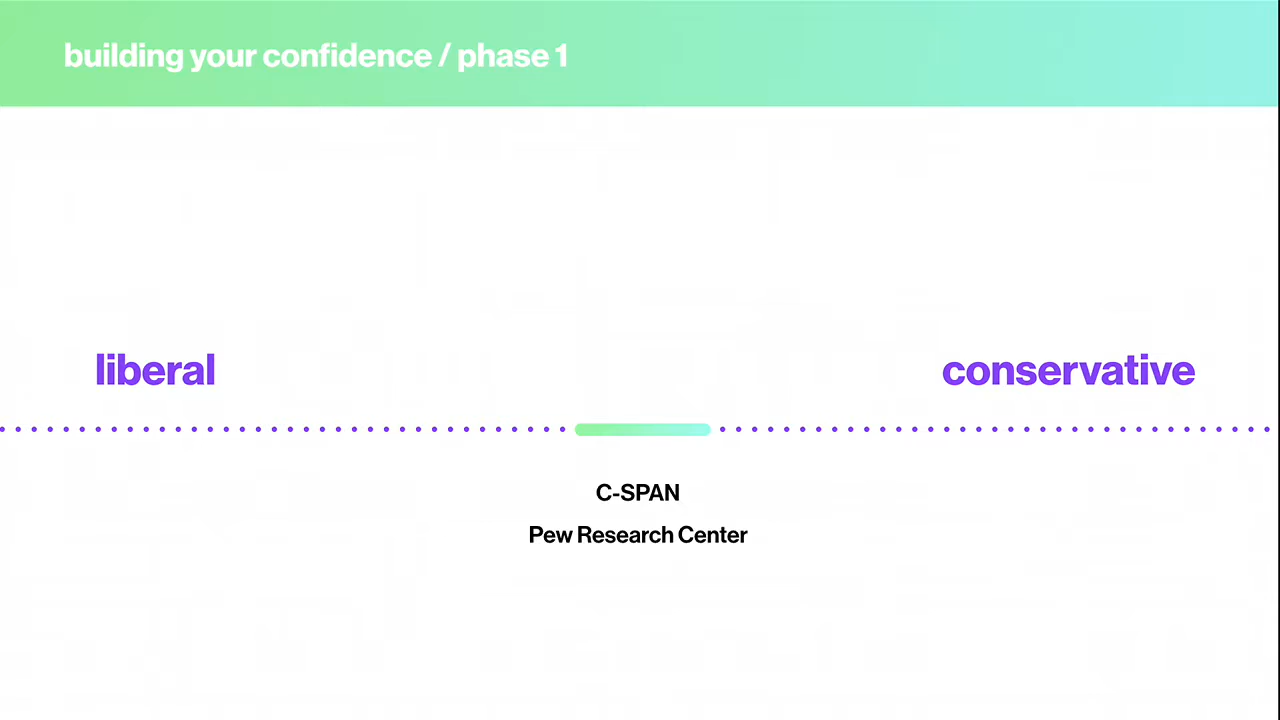 building your confidence / phase 1
liberal
conservative
C-SPAN
Pew Research Center